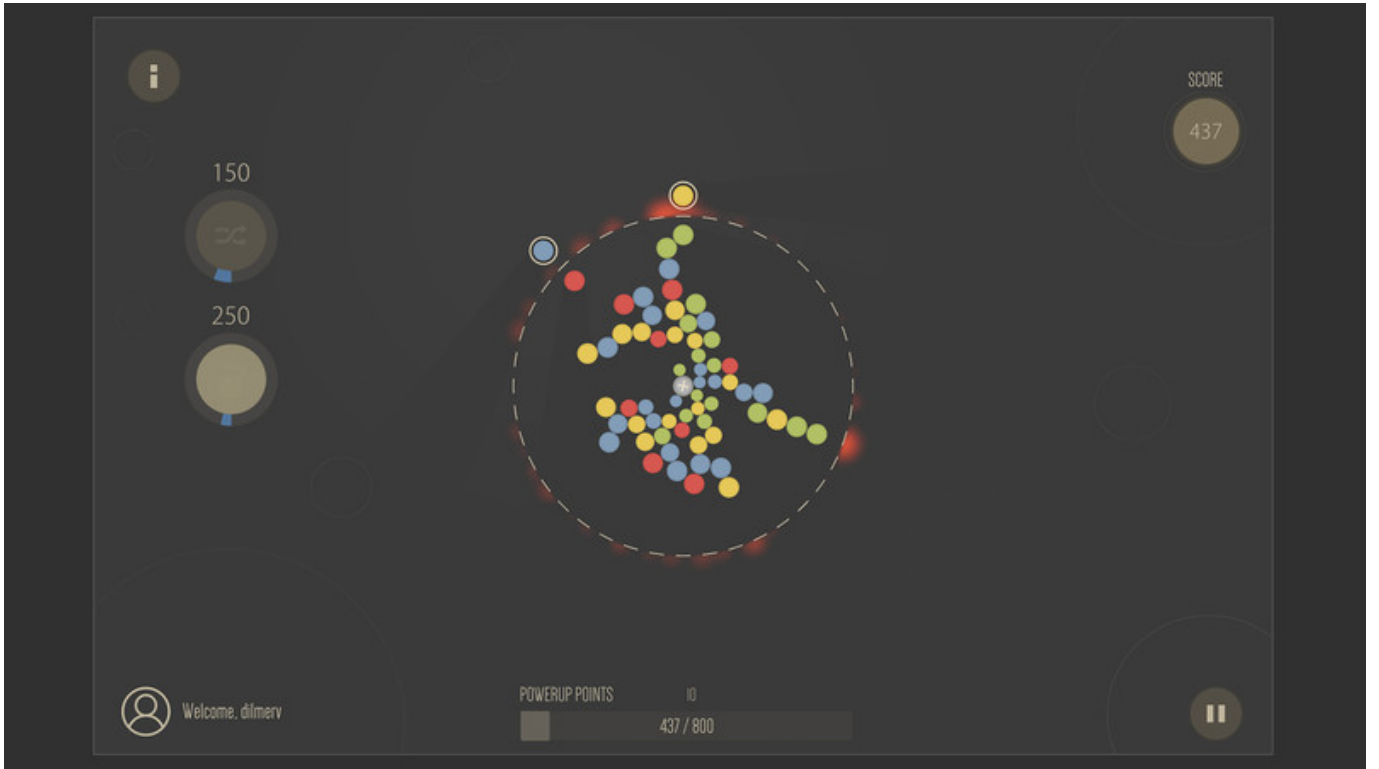 SCORE
437
150
250
POWERUP POINTS 10
437 / 800
Welcome, dilmerv